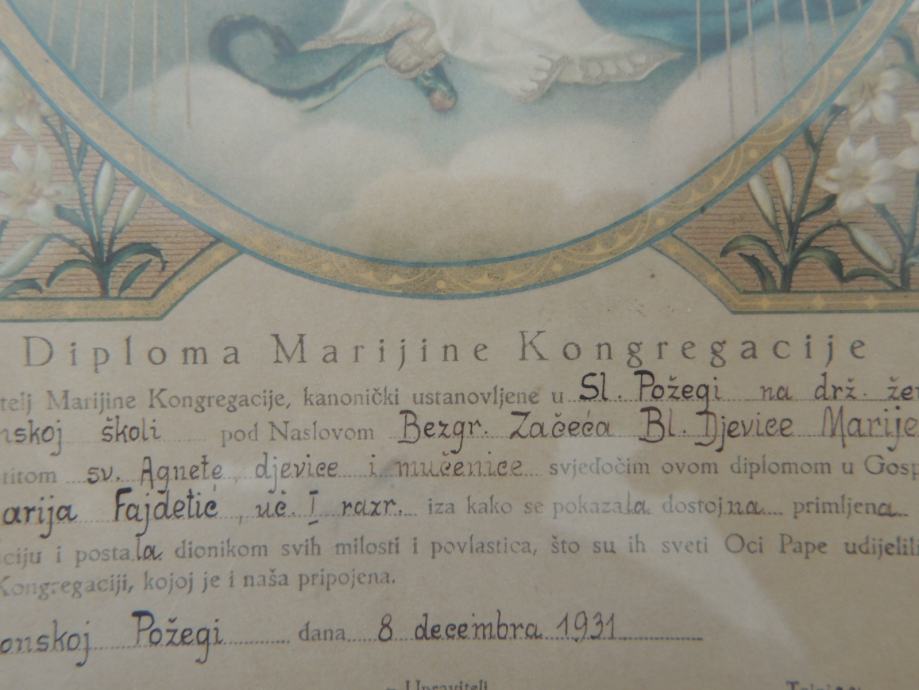 Diploma Marijine Kongregacije
telj Marijine Kongregacije, kanonički ustanovljene u Sl. Požegi na drž. žen
nskoj školi pod Naslovom Bezgr. Začeća Bl. Djevice Marije
titom sv. Agnete, djevice i mučenice svjedočim ovom diplomom u Gosp
arija Fajdetić, uč. I razr. iza kako se pokazala dostojna primljena
ciju i postala dionikom svih milosti i povlastica, što su ih sveti Oci Pape udijelili
Kongregaciji, kojoj je i naša pripojena.
onskoj Požegi dana 8 decembra 1931
Upravitelj